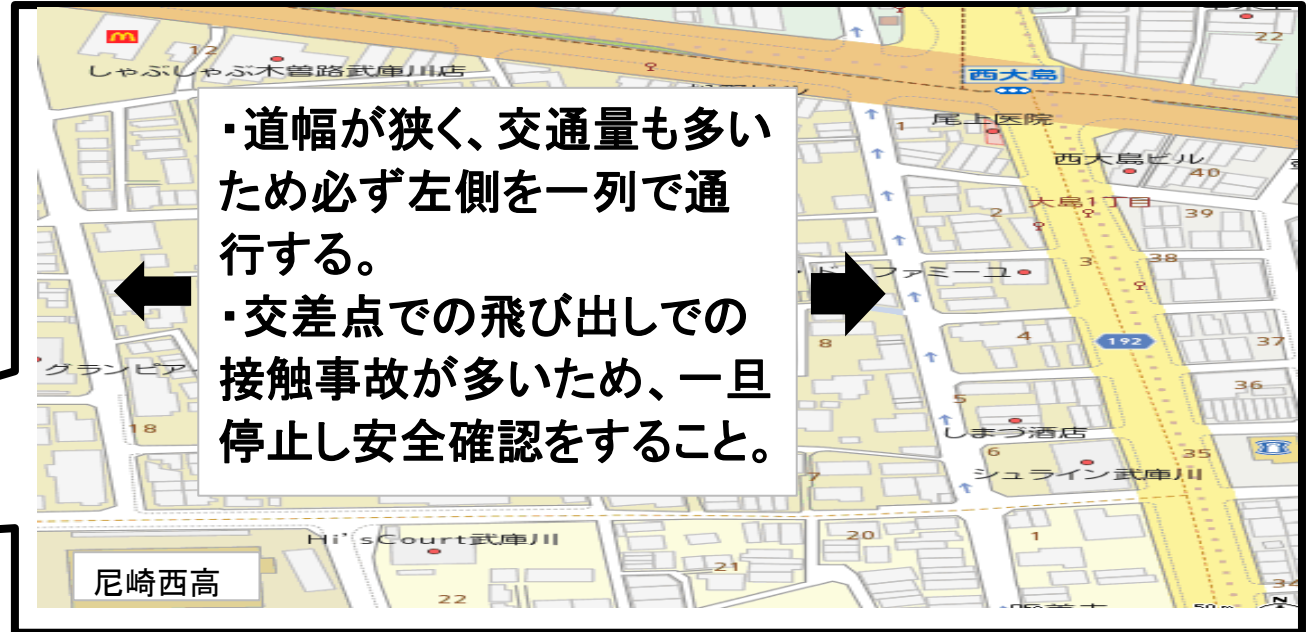 22
12
しゃぶしゃぶ木曽路武庫川店
西大島
・道幅が狭く、交通量も多い
ため必ず左側を一列で通
行する。
・交差点での飛び出しでの
接触事故が多いため、一旦
停止し安全確認をすること。
1
尾上医院
西大島ビル
40
大島1丁目
2
39
3
38
ファミーユ
192
8
4
37
グランピア
36
18
5
しまづ酒店
6
35
シュライン武庫川
7
Hi'sCourt武庫川
20
1
21
尼崎西高
22
34
50 m
N